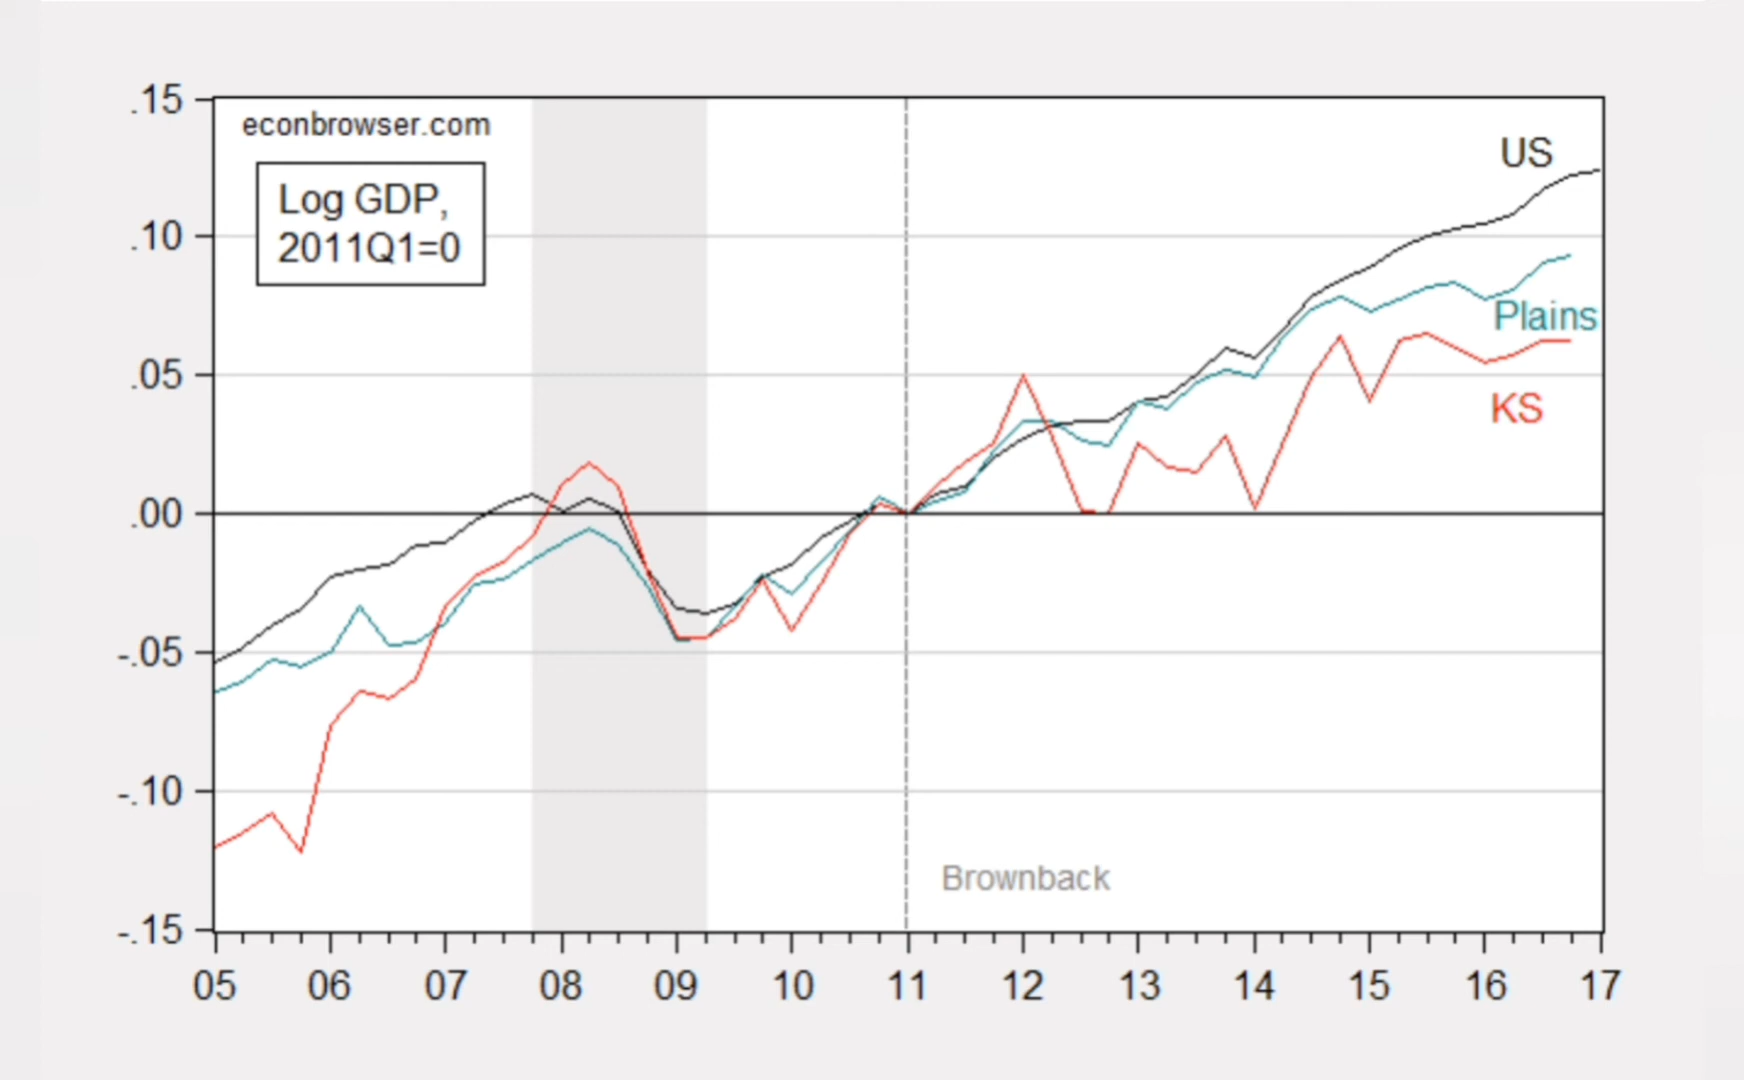 .15
econbrowser.com
US
Log GDP,
2011Q1=0
.10
Plains
.05
KS
.00
-.05
-.10
Brownback
-.15
05 06 07 08 09 10 11 12 13 14 15 16 17